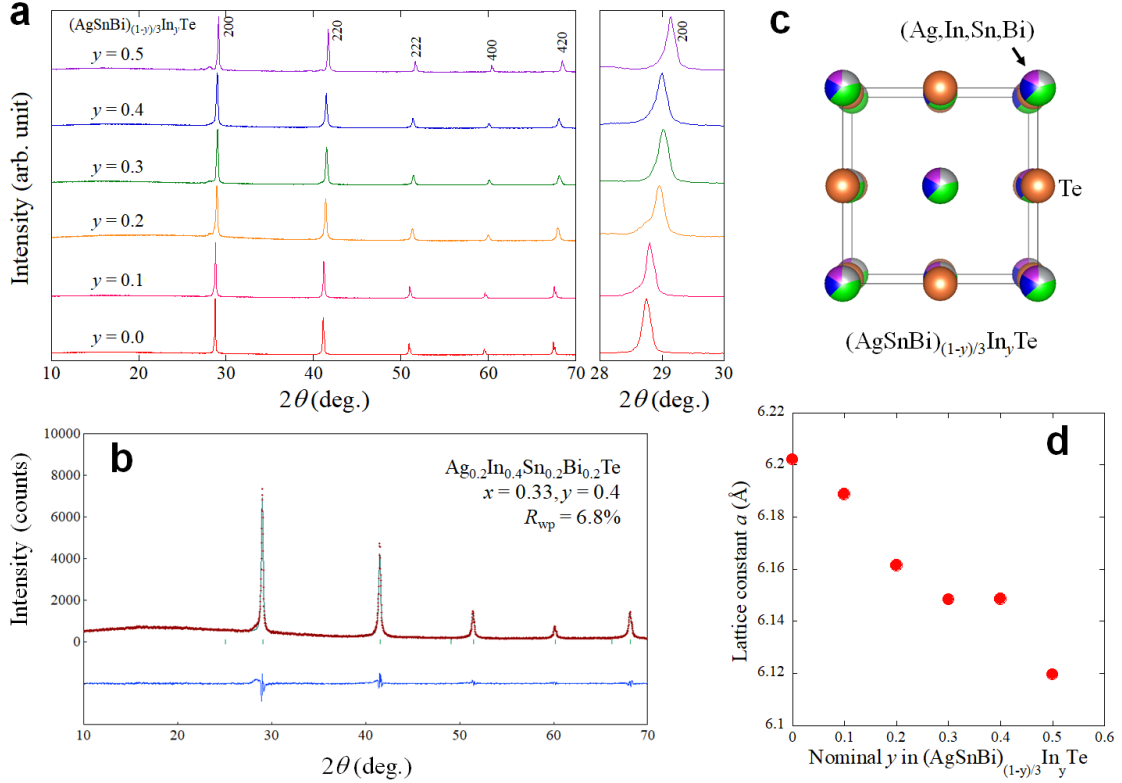 a
(AgSnBi)(1-y)/3InyTe
200
220
222
400
420
200
y = 0.5
y = 0.4
y = 0.3
y = 0.2
y = 0.1
y = 0.0
Intensity (arb. unit)
10 20 30 40 50 60 70
2θ (deg.)
28 29 30
2θ (deg.)
c
(Ag,In,Sn,Bi)
Te
(AgSnBi)(1-y)/3InyTe
b
Ag0.2In0.4Sn0.2Bi0.2Te
x = 0.33, y = 0.4
Rwp = 6.8%
Intensity (counts)
10000
8000
6000
4000
2000
0
10 20 30 40 50 60 70
2θ (deg.)
d
Lattice constant a (Å)
6.22
6.2
6.18
6.16
6.14
6.12
6.1
0 0.1 0.2 0.3 0.4 0.5 0.6
Nominal y in (AgSnBi)(1-y)/3InyTe